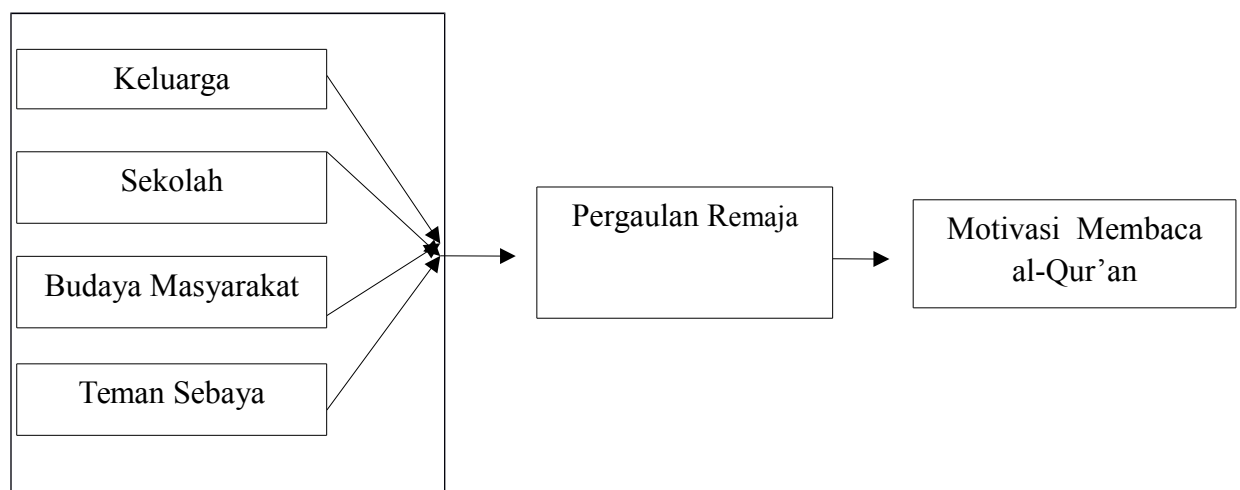 Keluarga
Sekolah
Budaya Masyarakat
Teman Sebaya
Pergaulan Remaja
Motivasi Membaca
al-Qur’an